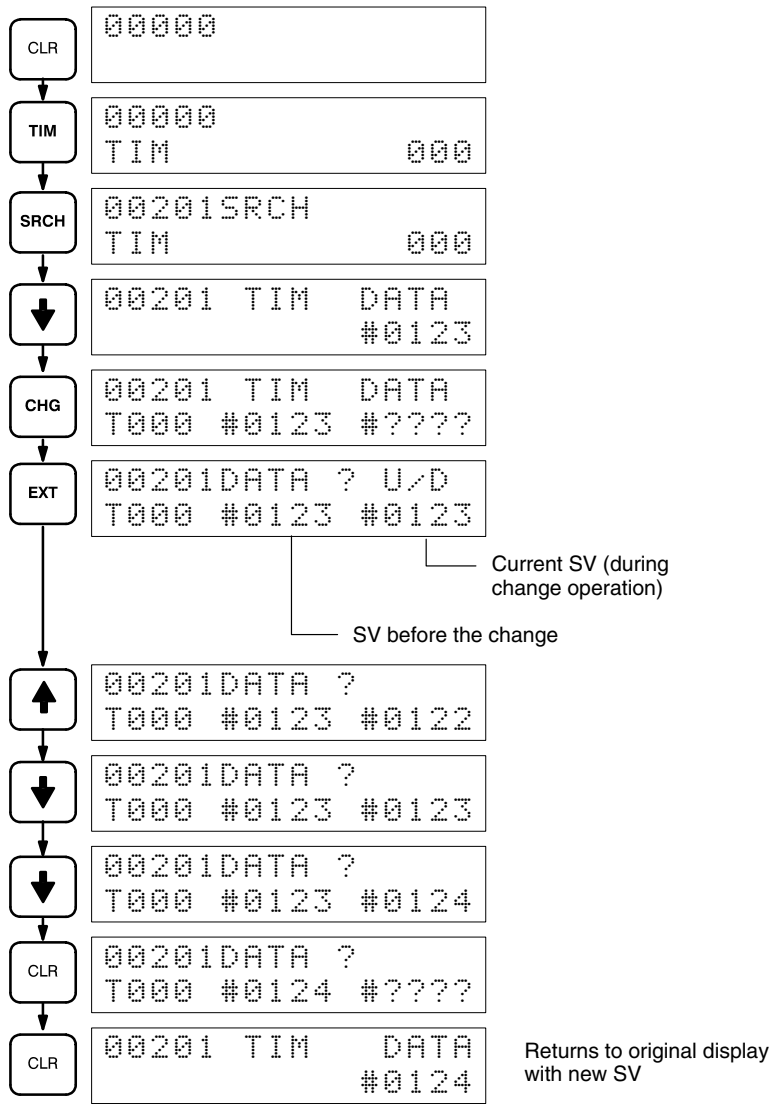 CLR
00000
TIM
00000
TIM 000
SRCH
00201SRCH
TIM 000
00201 TIM DATA
#0123
CHG
00201 TIM DATA
T000 #0123 #????
EXT
00201DATA ? U/D
T000 #0123 #0123
Current SV (during
change operation)
SV before the change
00201DATA ?
T000 #0123 #0122
00201DATA ?
T000 #0123 #0123
00201DATA ?
T000 #0123 #0124
CLR
00201DATA ?
T000 #0124 #????
CLR
00201 TIM DATA
#0124
Returns to original display
with new SV